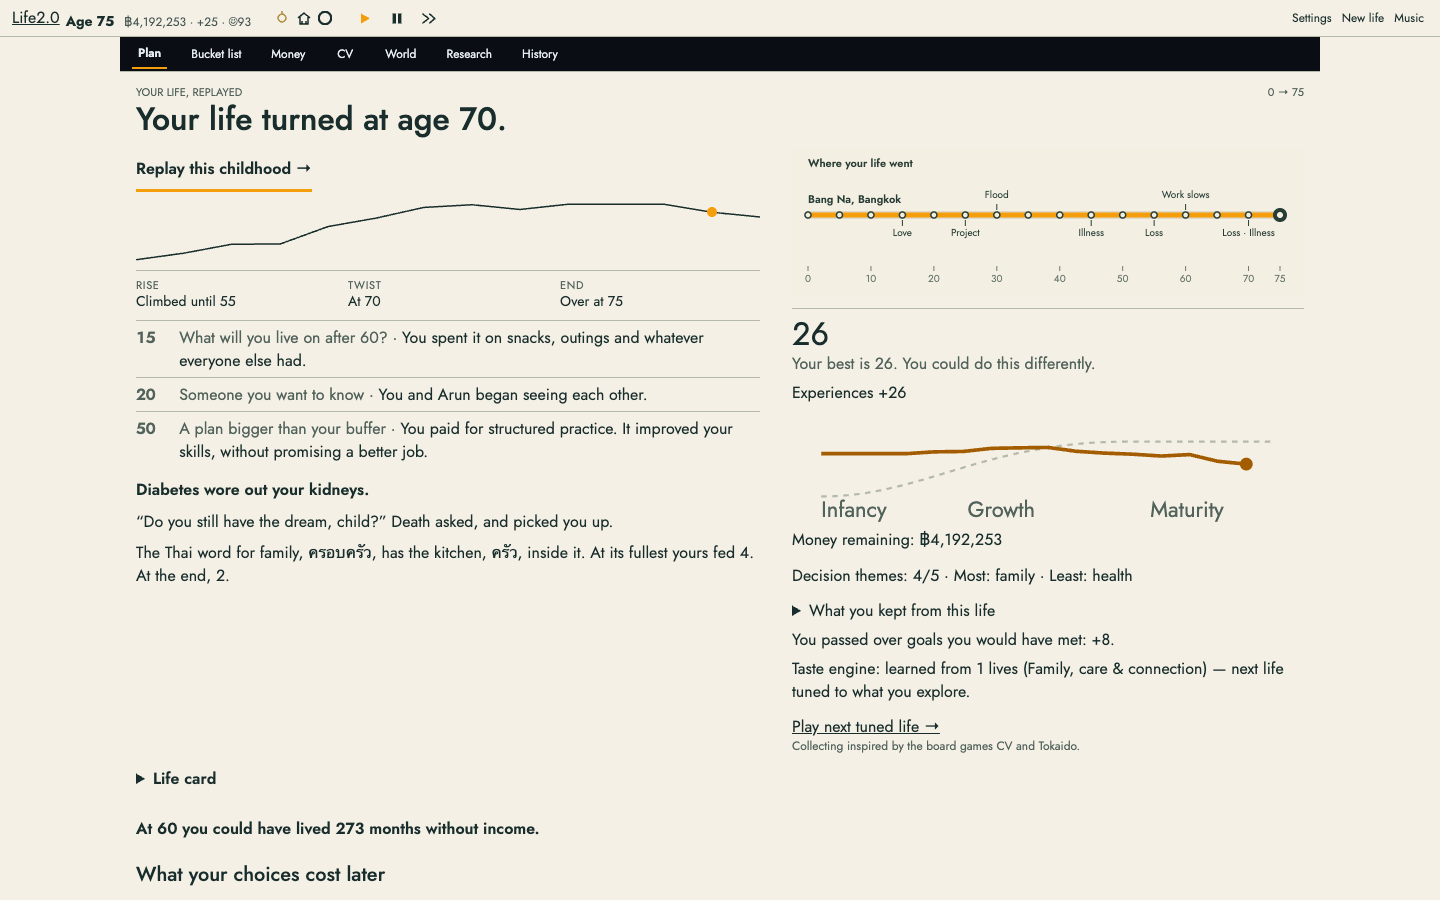 Life2.0 Age 75 ฿4,192,253 · +25 · ◎93
Settings New life Music
Plan Bucket list Money CV World Research History
YOUR LIFE, REPLAYED
0 → 75
Your life turned at age 70.
Replay this childhood →
RISE
Climbed until 55
TWIST
At 70
END
Over at 75
15 What will you live on after 60? · You spent it on snacks, outings and whatever
everyone else had.
20 Someone you want to know · You and Arun began seeing each other.
50 A plan bigger than your buffer · You paid for structured practice. It improved your
skills, without promising a better job.
Diabetes wore out your kidneys.
“Do you still have the dream, child?” Death asked, and picked you up.
The Thai word for family, ครอบครัว, has the kitchen, ครัว, inside it. At its fullest yours fed 4.
At the end, 2.
Where your life went
Bang Na, Bangkok
Flood
Work slows
Love
Project
Illness
Loss
Loss · Illness
0 10 20 30 40 50 60 70 75
26
Your best is 26. You could do this differently.
Experiences +26
Infancy Growth Maturity
Money remaining: ฿4,192,253
Decision themes: 4/5 · Most: family · Least: health
▶ What you kept from this life
You passed over goals you would have met: +8.
Taste engine: learned from 1 lives (Family, care & connection) — next life
tuned to what you explore.
Play next tuned life →
Collecting inspired by the board games CV and Tokaido.
▶ Life card
At 60 you could have lived 273 months without income.
What your choices cost later